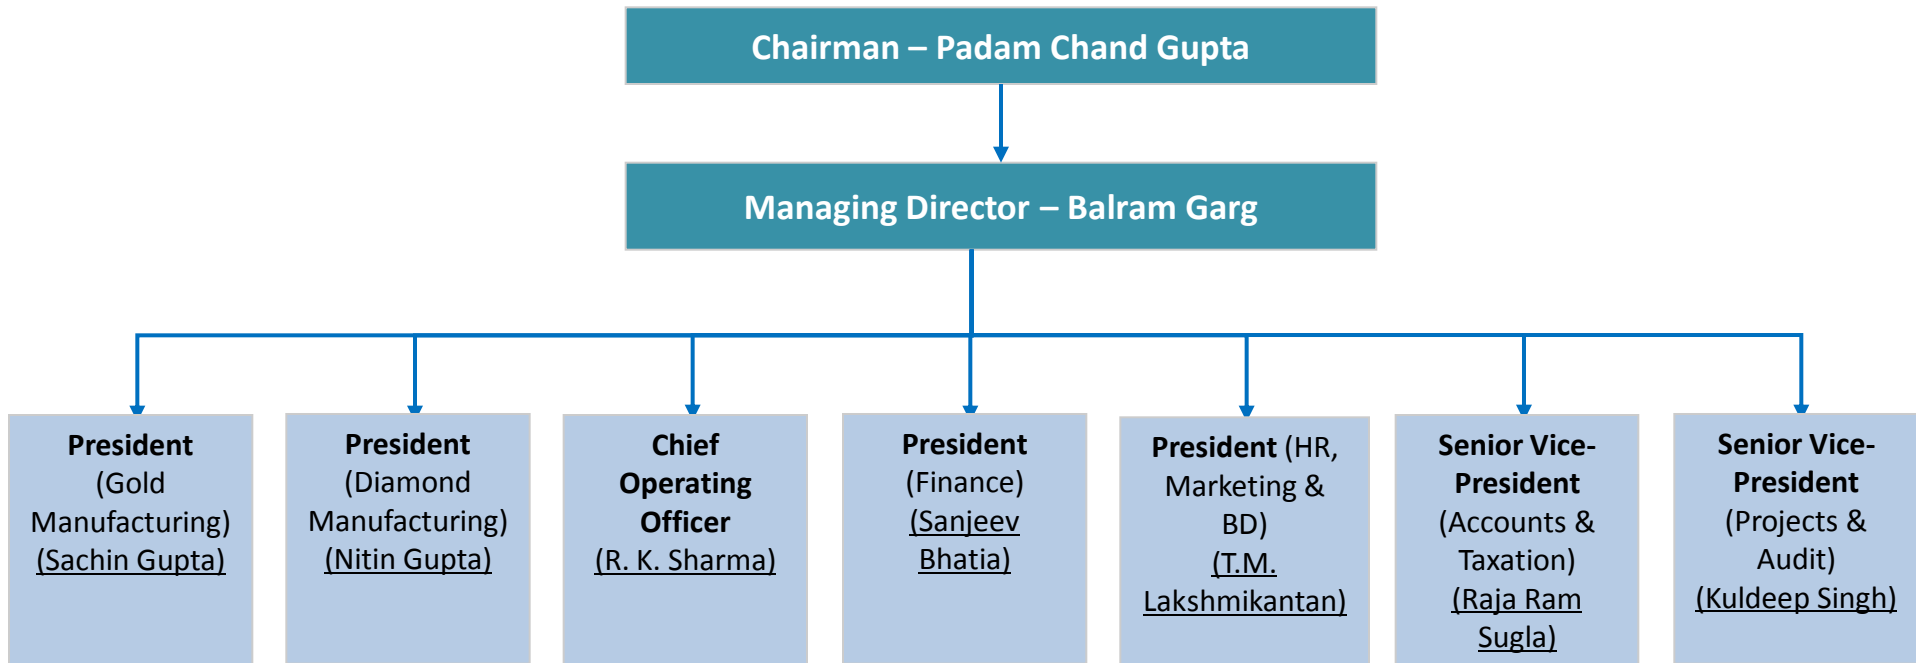 Chairman – Padam Chand Gupta
Managing Director – Balram Garg
President
(Gold
Manufacturing)
(Sachin Gupta)
President
(Diamond
Manufacturing)
(Nitin Gupta)
Chief
Operating
Officer
(R. K. Sharma)
President
(Finance)
(Sanjeev
Bhatia)
President (HR,
Marketing &
BD)
(T.M.
Lakshmikantan)
Senior Vice-
President
(Accounts &
Taxation)
(Raja Ram
Sugla)
Senior Vice-
President
(Projects &
Audit)
(Kuldeep Singh)